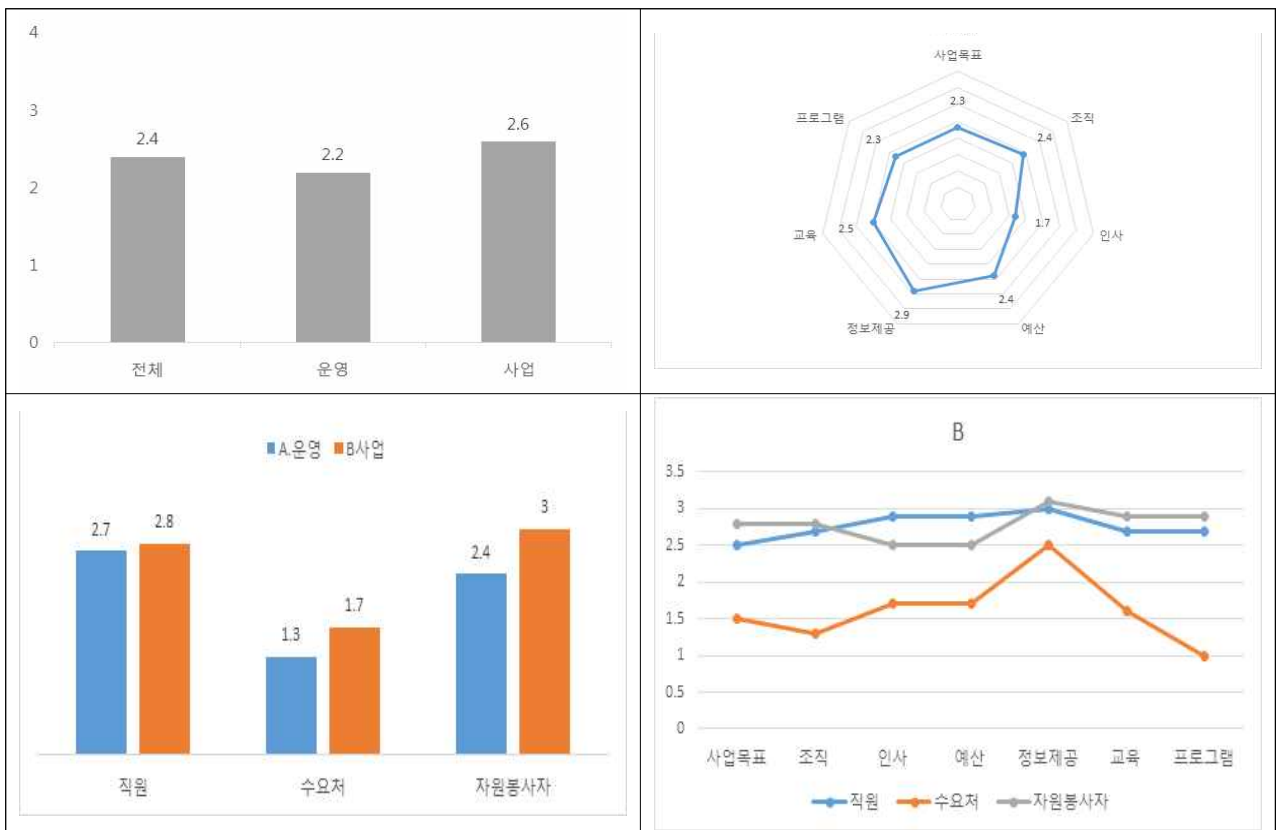 4
3
2
1
0
2.4
2.2
2.6
전체
운영
사업
사업목표
조직
인사
예산
정보제공
교육
프로그램
2.3
2.4
1.7
2.4
2.9
2.5
2.3
A.운영 B사업
2.7
2.8
1.3
1.7
2.4
3
직원
수요처
자원봉사자
B
3.5
3
2.5
2
1.5
1
0.5
0
사업목표 조직 인사 예산 정보제공 교육 프로그램
직원 수요처 자원봉사자